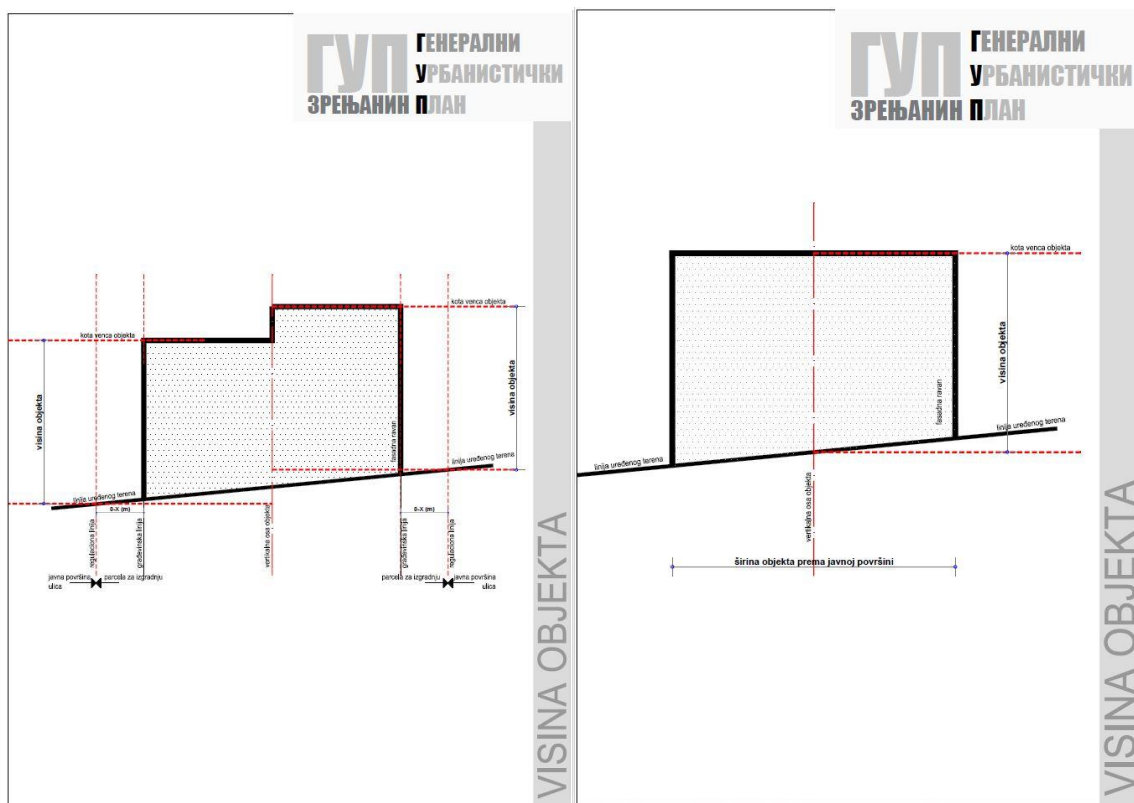 ГУП
ЗРЕЊАНИН
ГЕНЕРАЛНИ
УРБАНИСТИЧКИ
ПЛАН
kota venca objekta
kota venca objekta
visina objekta
visina objekta
fasadna ravan
linija uređenog terena
linija uređenog terena
0-X (m)
0-X (m)
regulaciona linija
građevinska linija
vertikalna osa objekta
građevinska linija
regulaciona linija
javna površina
ulica
parcela za izgradnju
parcela za izgradnju
javna površina
ulica
VISINA OBJEKTA
ГУП
ЗРЕЊАНИН
ГЕНЕРАЛНИ
УРБАНИСТИЧКИ
ПЛАН
kota venca objekta
visina objekta
fasadna ravan
linija uređenog terena
linija uređenog terena
vertikalna osa objekta
širina objekta prema javnoj površini
VISINA OBJEKTA